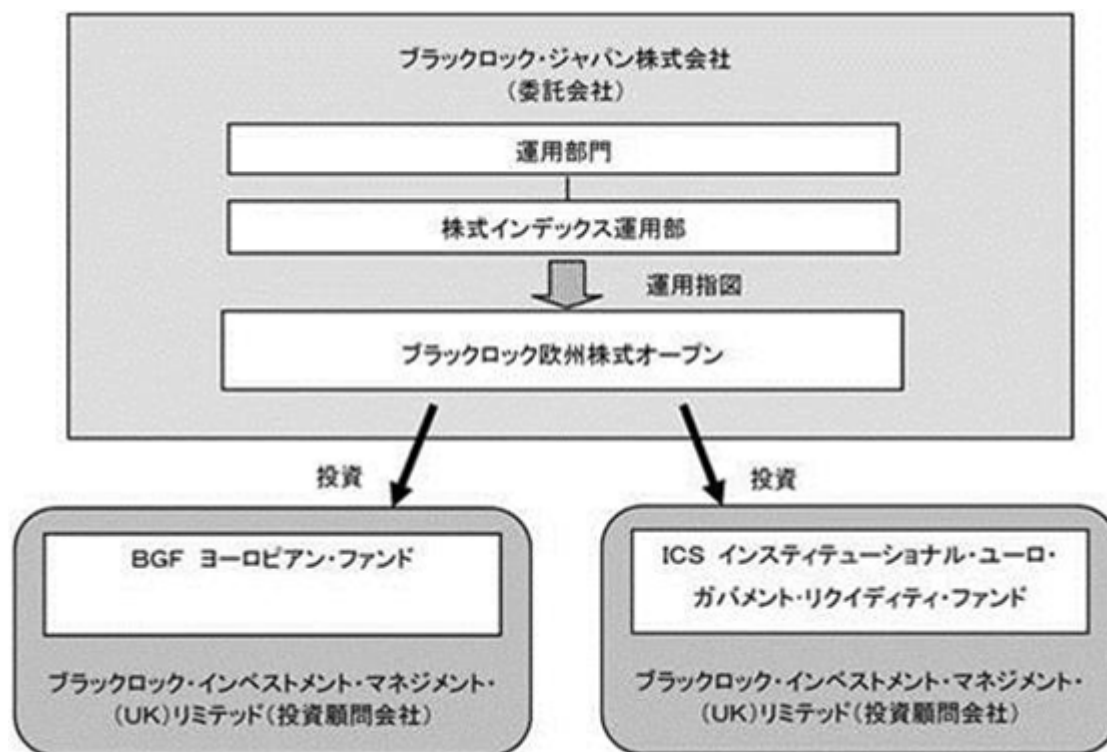 ブラックロック・ジャパン株式会社
（委託会社）
運用部門
株式インデックス運用部
運用指図
ブラックロック欧州株式オープン
投資
投資
BGF ヨーロピアン・ファンド
ブラックロック・インベストメント・マネジメント・
（UK）リミテッド（投資顧問会社）
ICS インスティテューショナル・ユーロ・
ガバメント・リクイディティ・ファンド
ブラックロック・インベストメント・マネジメント・
（UK）リミテッド（投資顧問会社）